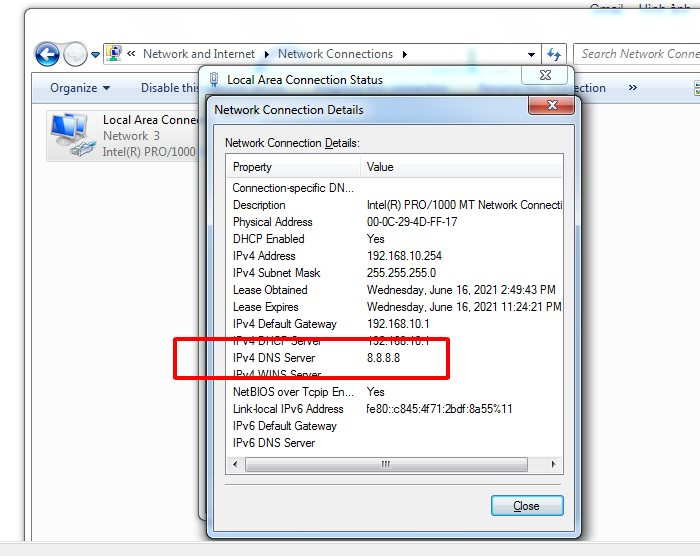 Gmail Hình ảnh
« Network and Internet Network Connections Search Network Conne
Organize Disable this ection »
Local Area Connection Status
Network Connection Details
Local Area Conne
Network 3
Intel(R) PRO/1000
Network Connection Details:
Property Value
Connection-specific DN...
Description Intel(R) PRO/1000 MT Network Connecti
Physical Address 00-0C-29-4D-FF-17
DHCP Enabled Yes
IPv4 Address 192.168.10.254
IPv4 Subnet Mask 255.255.255.0
Lease Obtained Wednesday, June 16, 2021 2:49:43 PM
Lease Expires Wednesday, June 16, 2021 11:24:21 PM
IPv4 Default Gateway 192.168.10.1
IPv4 DHCP Server 192.168.10.1
IPv4 DNS Server 8.8.8.8
IPv4 WINS Server
NetBIOS over Tcpip En... Yes
Link-local IPv6 Address fe80::c845:4f71:2bdf:8a55%11
IPv6 Default Gateway
IPv6 DNS Server
Close